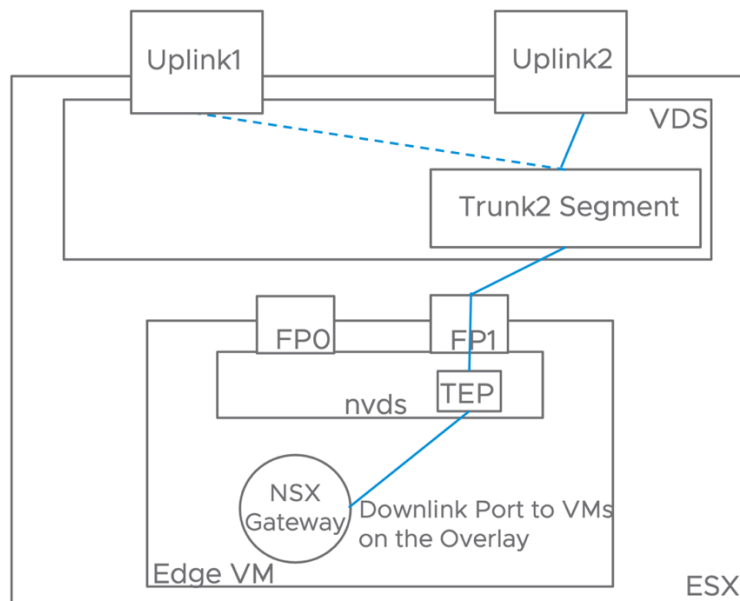 Uplink1
Uplink2
VDS
Trunk2 Segment
FP0
FP1
TEP
nvds
NSX
Gateway
Downlink Port to VMs
on the Overlay
Edge VM
ESX